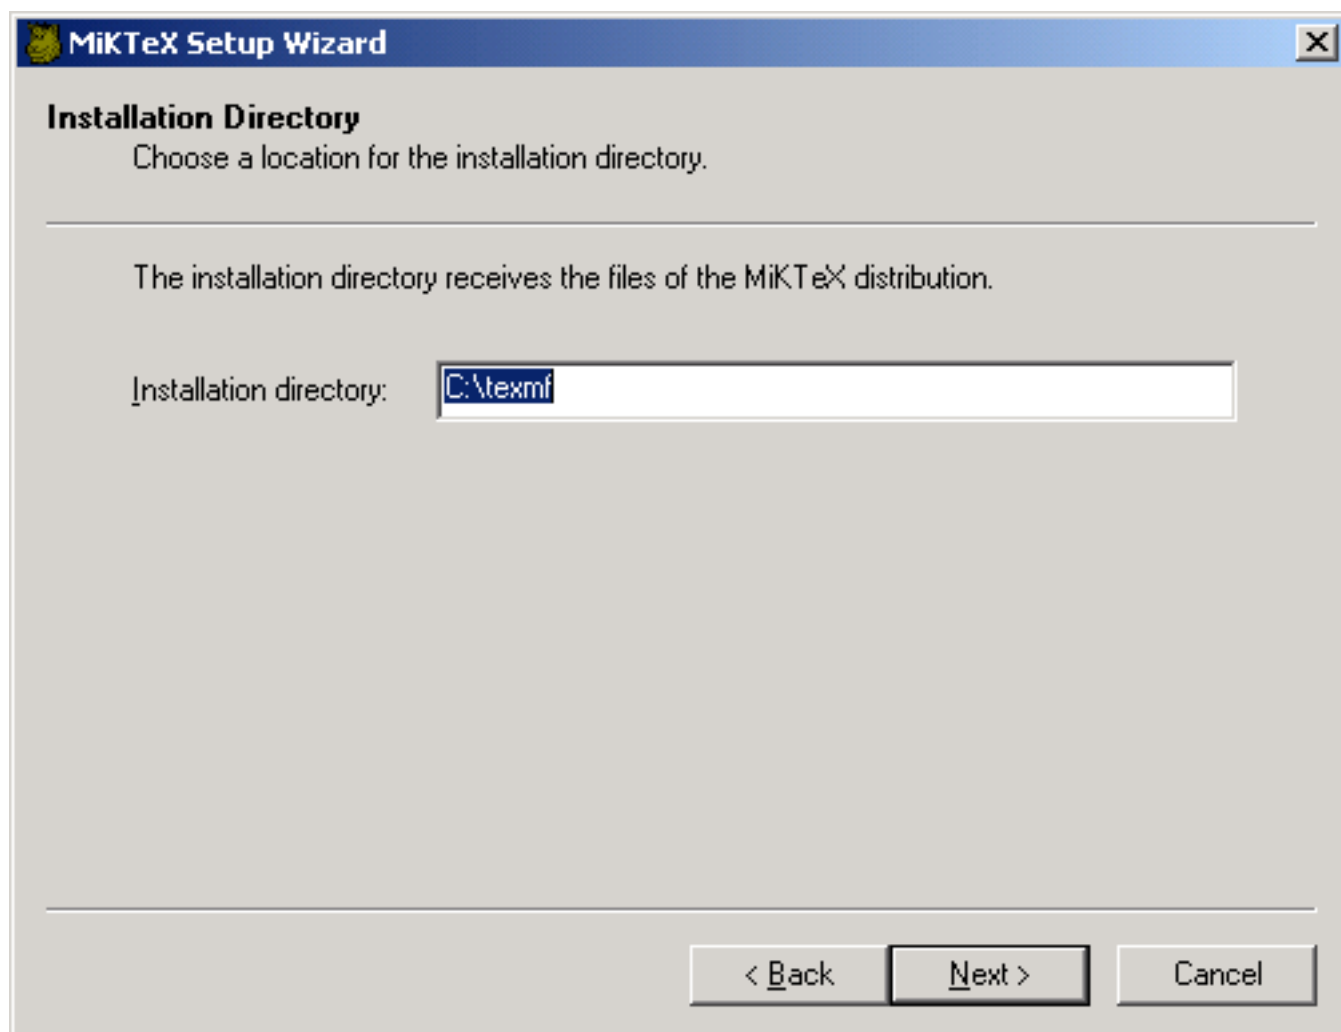 MiKTeX Setup Wizard
Installation Directory
Choose a location for the installation directory.
The installation directory receives the files of the MiKTeX distribution.
Installation directory: C:\texmf
< Back Next > Cancel